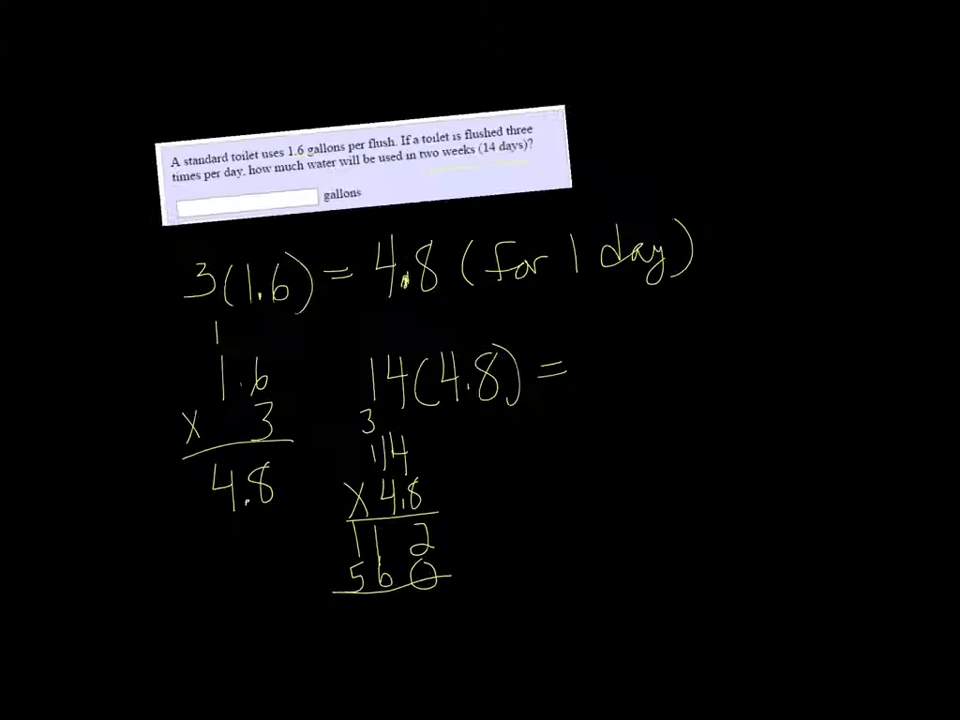 A standard toilet uses 1.6 gallons per flush. If a toilet is flushed three
times per day, how much water will be used in two weeks (14 days)?
gallons
3(1.6) = 4.8 (for 1 day)
1
1.6
x 3
4.8
14(4.8) =
3
114
x 4.8
112
560